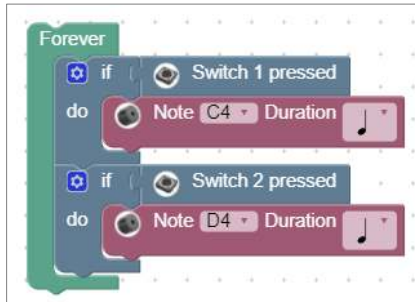 Forever
if Switch 1 pressed
do Note C4 Duration
if Switch 2 pressed
do Note D4 Duration